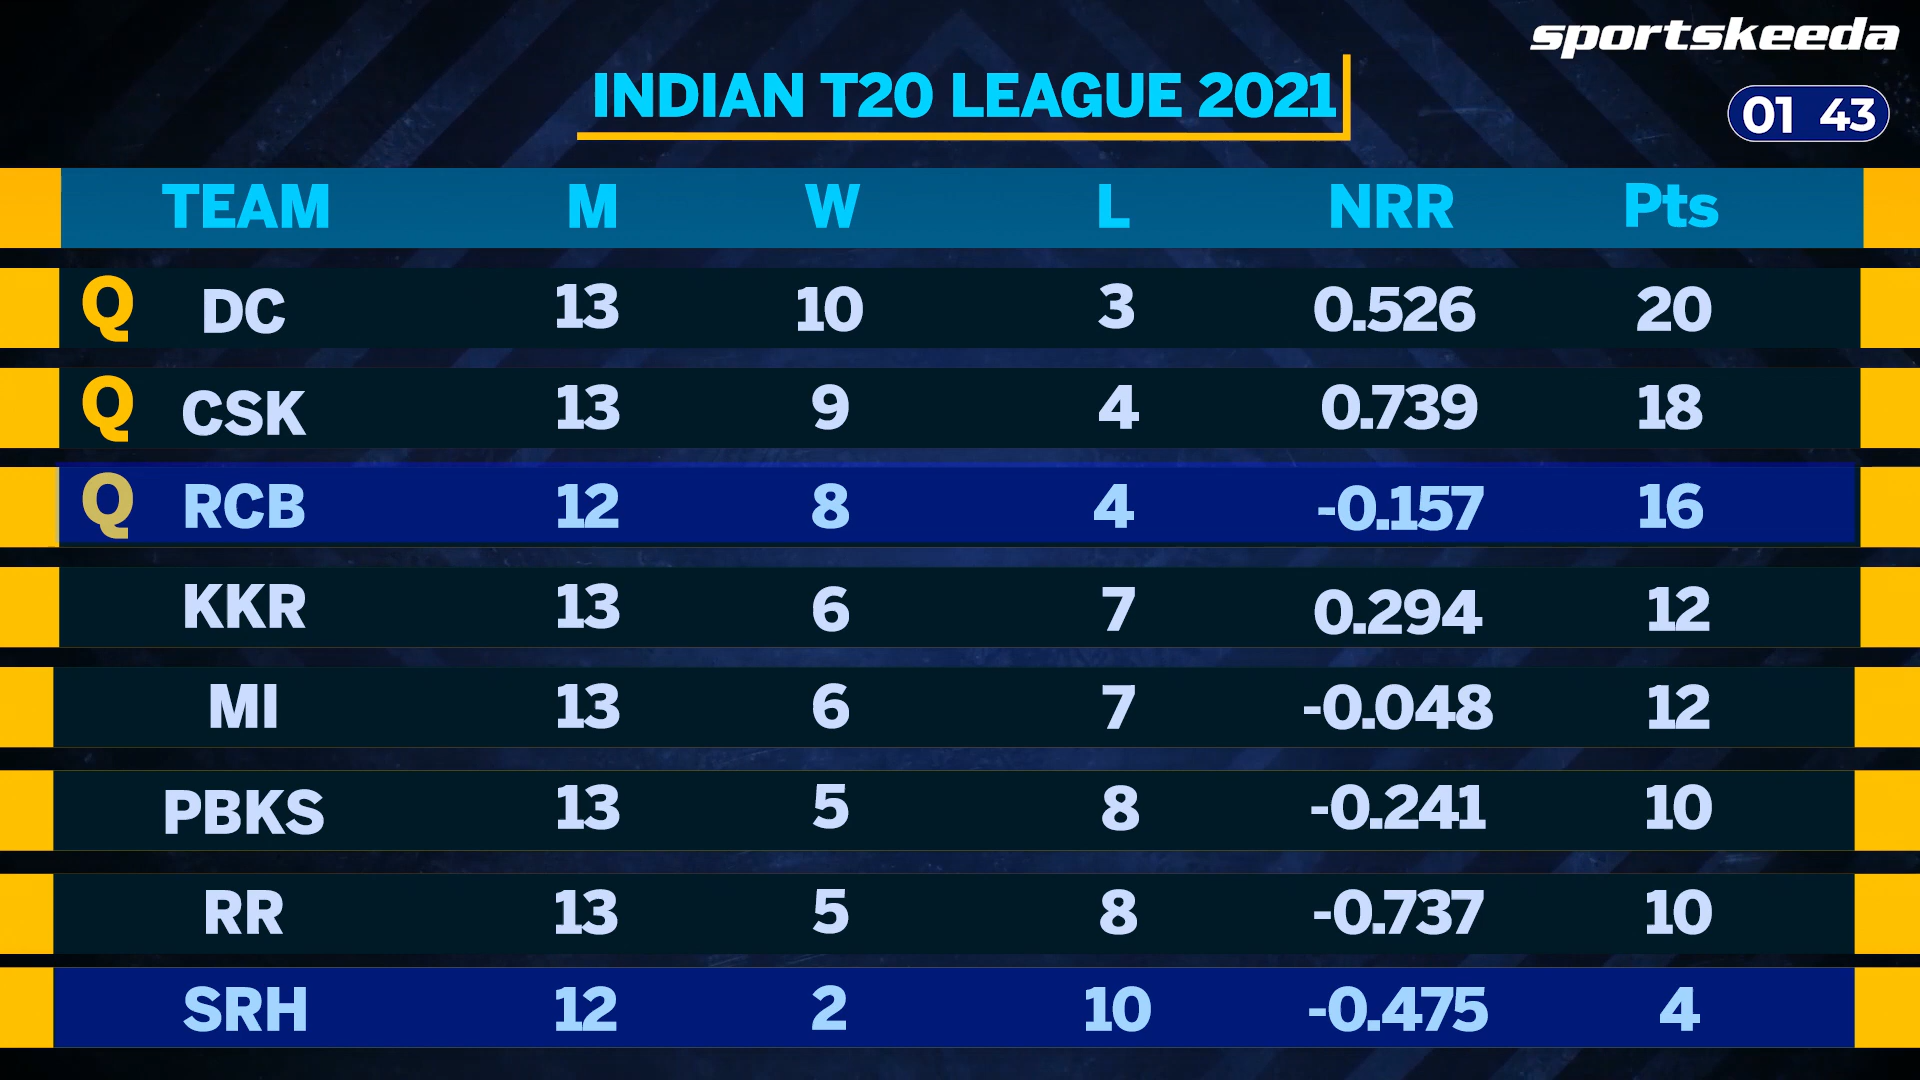 sportskeeda
INDIAN T20 LEAGUE 2021
01 43
TEAM M W L NRR Pts
Q DC 13 10 3 0.526 20
Q CSK 13 9 4 0.739 18
Q RCB 12 8 4 -0.157 16
KKR 13 6 7 0.294 12
MI 13 6 7 -0.048 12
PBKS 13 5 8 -0.241 10
RR 13 5 8 -0.737 10
SRH 12 2 10 -0.475 4